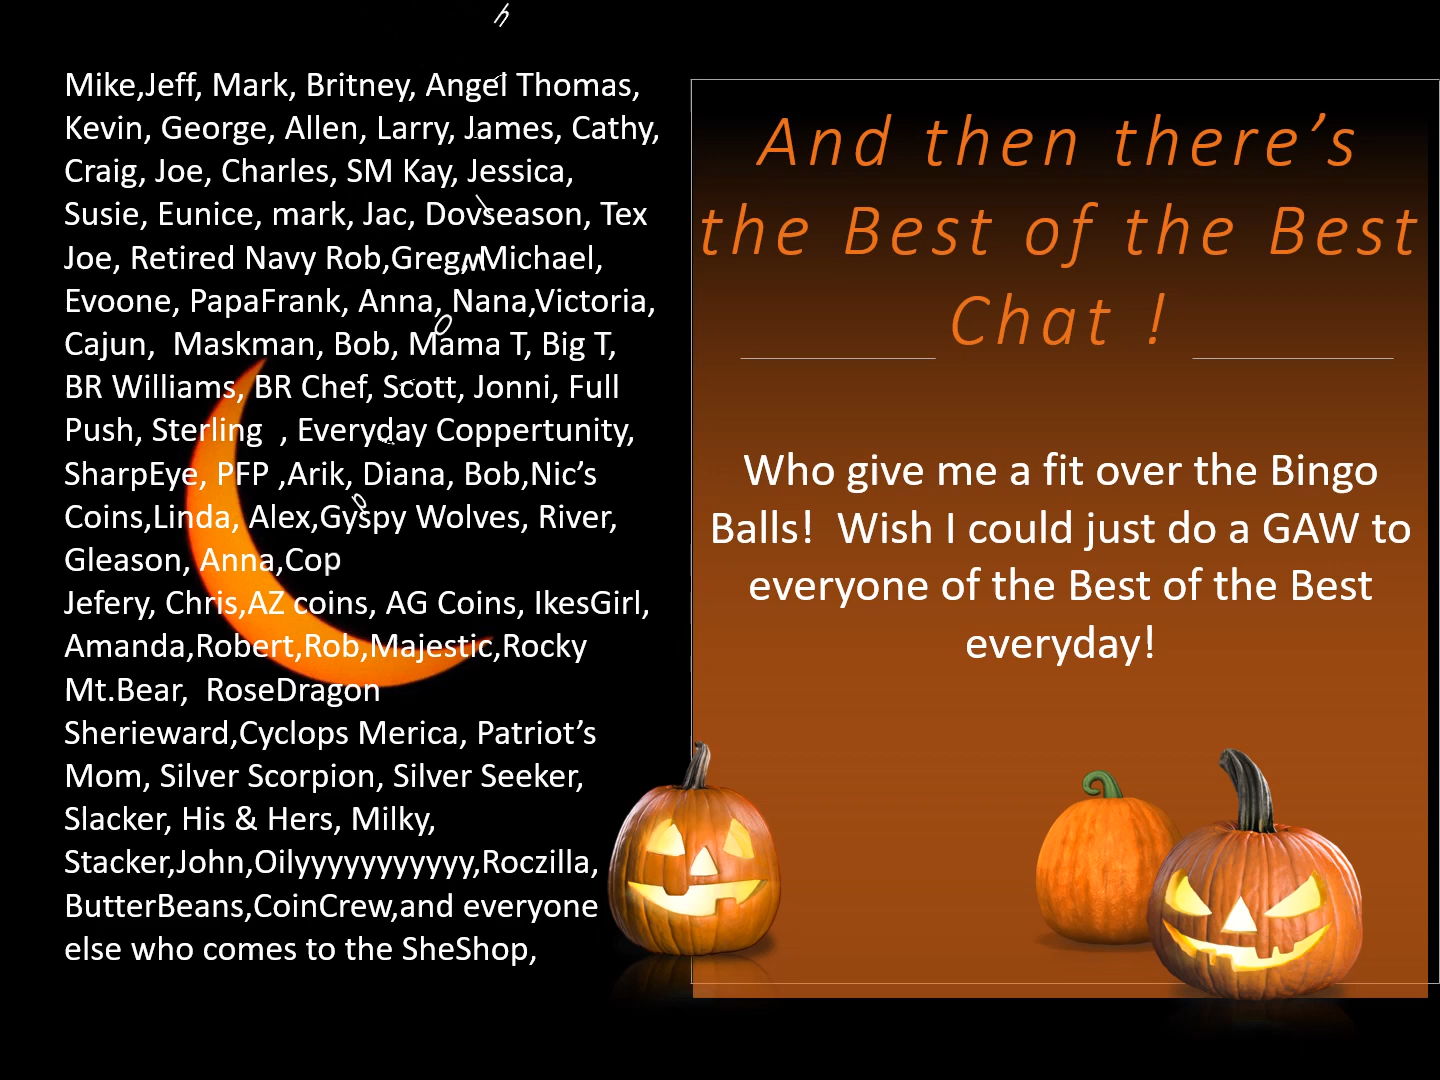 Mike,Jeff, Mark, Britney, Angel Thomas,
Kevin, George, Allen, Larry, James, Cathy,
Craig, Joe, Charles, SM Kay, Jessica,
Susie, Eunice, mark, Jac, Dovseason, Tex
Joe, Retired Navy Rob,Greg, Michael,
Evoone, PapaFrank, Anna, Nana,Victoria,
Cajun,  Maskman, Bob, Mama T, Big T,
BR Williams, BR Chef, Scott, Jonni, Full
Push, Sterling  , Everyday Coppertunity,
SharpEye, PFP ,Arik, Diana, Bob,Nic’s
Coins,Linda, Alex,Gyspy Wolves, River,
Gleason, Anna,Cop
Jefery, Chris,AZ coins, AG Coins, IkesGirl,
Amanda,Robert,Rob,Majestic,Rocky
Mt.Bear,  RoseDragon
Sherieward,Cyclops Merica, Patriot’s
Mom, Silver Scorpion, Silver Seeker,
Slacker, His & Hers, Milky,
Stacker,John,Oilyyyyyyyyyyy,Roczilla,
ButterBeans,CoinCrew,and everyone
else who comes to the SheShop,
And then there’s
the Best of the Best
Chat !
Who give me a fit over the Bingo
Balls!  Wish I could just do a GAW to
everyone of the Best of the Best
everyday!